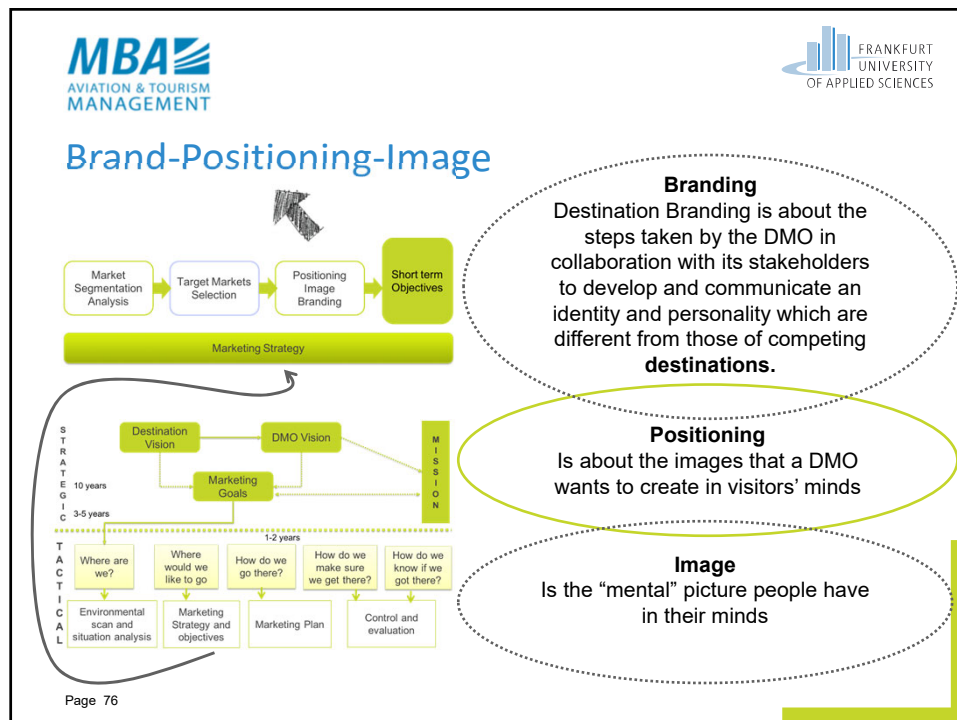 MBA
AVIATION & TOURISM
MANAGEMENT
FRANKFURT
UNIVERSITY
OF APPLIED SCIENCES
Brand-Positioning-Image
Market
Segmentation
Analysis
Target Markets
Selection
Positioning
Image
Branding
Short term
Objectives
Marketing Strategy
STRATEGIC
10 years
3-5 years
Destination
Vision
DMO Vision
Marketing
Goals
MISSION
1-2 years
TACTICAL
Where are
we?
Where
would we
like to go
How do we
go there?
How do we
make sure
we get there?
How do we
know if we
got there?
Environmental
scan and
situation analysis
Marketing
Strategy and
objectives
Marketing Plan
Control and
evaluation
Branding
Destination Branding is about the
steps taken by the DMO in
collaboration with its stakeholders
to develop and communicate an
identity and personality which are
different from those of competing
destinations.
Positioning
Is about the images that a DMO
wants to create in visitors’ minds
Image
Is the “mental” picture people have
in their minds
Page 76